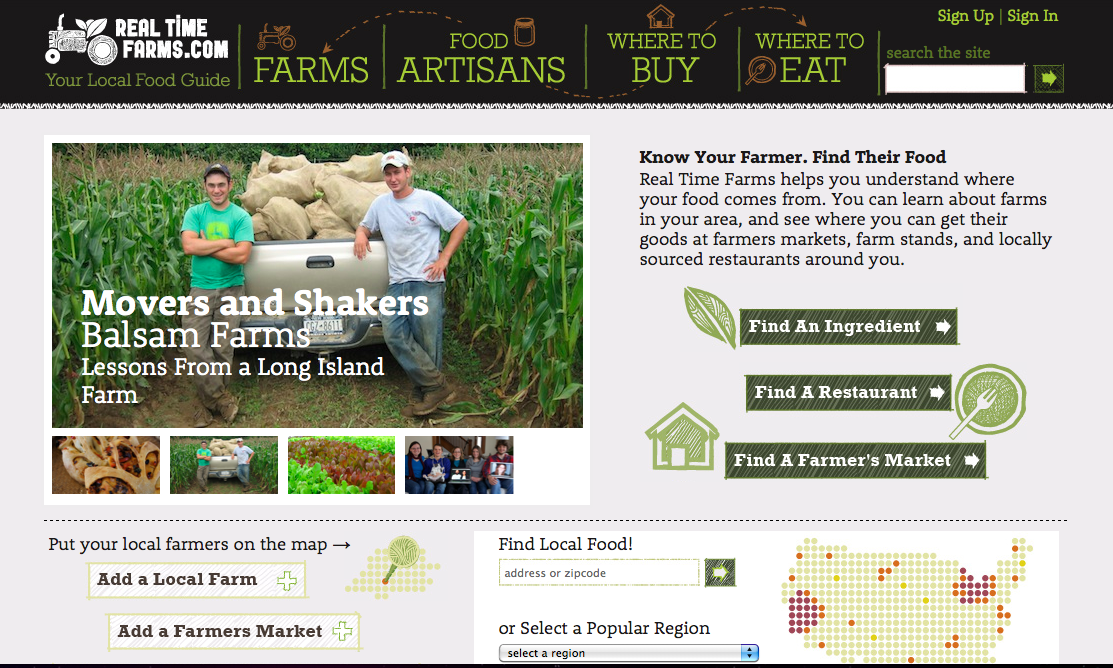 REAL TIME
FARMS.COM
Your Local Food Guide
FARMS
FOOD
ARTISANS
WHERE TO
BUY
WHERE TO
EAT
Sign Up | Sign In
search the site
Movers and Shakers
Balsam Farms
Lessons From a Long Island
Farm
Know Your Farmer. Find Their Food
Real Time Farms helps you understand where
your food comes from. You can learn about farms
in your area, and see where you can get their
goods at farmers markets, farm stands, and locally
sourced restaurants around you.
Find An Ingredient
Find A Restaurant
Find A Farmer's Market
Put your local farmers on the map →
Add a Local Farm
Add a Farmers Market
Find Local Food!
address or zipcode
or Select a Popular Region
select a region